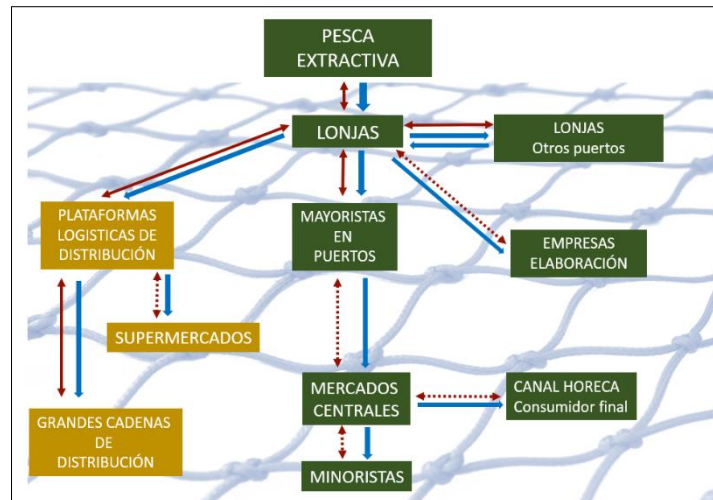 PESCA
EXTRACTIVA
LONJAS
LONJAS
Otros puertos
PLATAFORMAS
LOGISTICAS DE
DISTRIBUCIÓN
MAYORISTAS
EN
PUERTOS
EMPRESAS
ELABORACIÓN
SUPERMERCADOS
MERCADOS
CENTRALES
CANAL HORECA
Consumidor final
GRANDES CADENAS
DE
DISTRIBUCIÓN
MINORISTAS